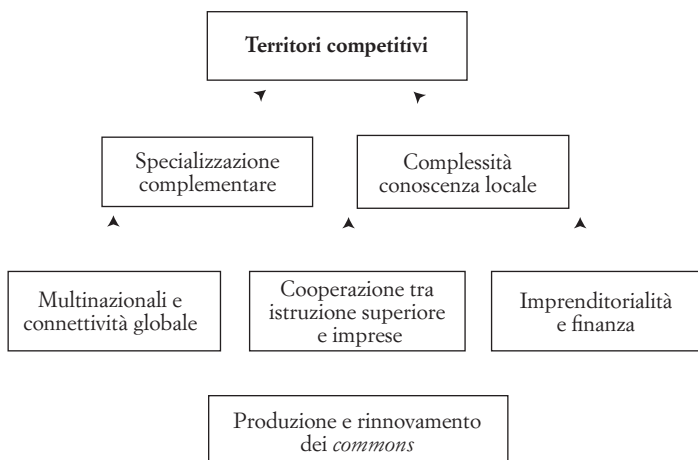 Territori competitivi
Specializzazione
complementare
Complessità
conoscenza locale
Multinazionali e
connettività globale
Cooperazione tra
istruzione superiore
e imprese
Imprenditorialità
e finanza
Produzione e rinnovamento
dei commons